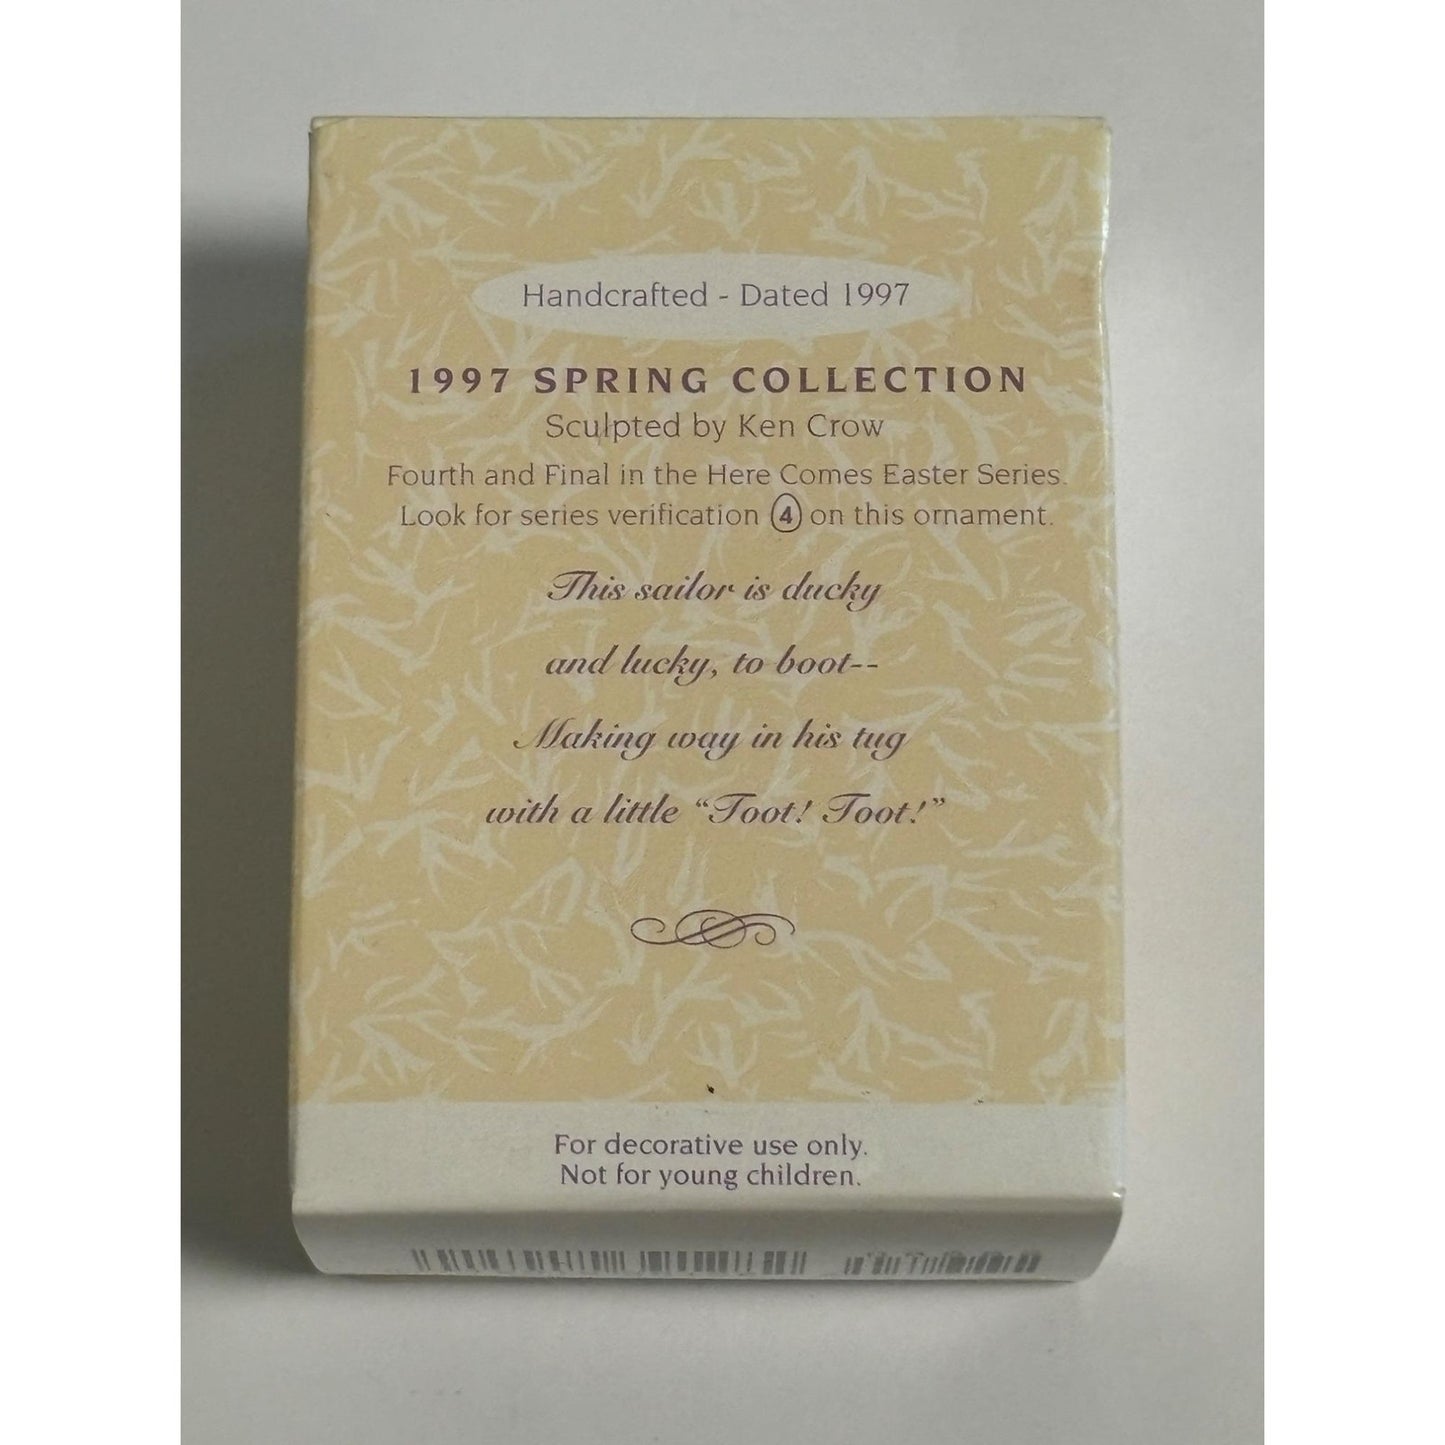 Handcrafted - Dated 1997
1997 SPRING COLLECTION
Sculpted by Ken Crow
Fourth and Final in the Here Comes Easter Series.
Look for series verification 4 on this ornament.
This sailor is ducky
and lucky, to boot--
Making way in his tug
with a little “Toot! Toot!”
For decorative use only.
Not for young children.